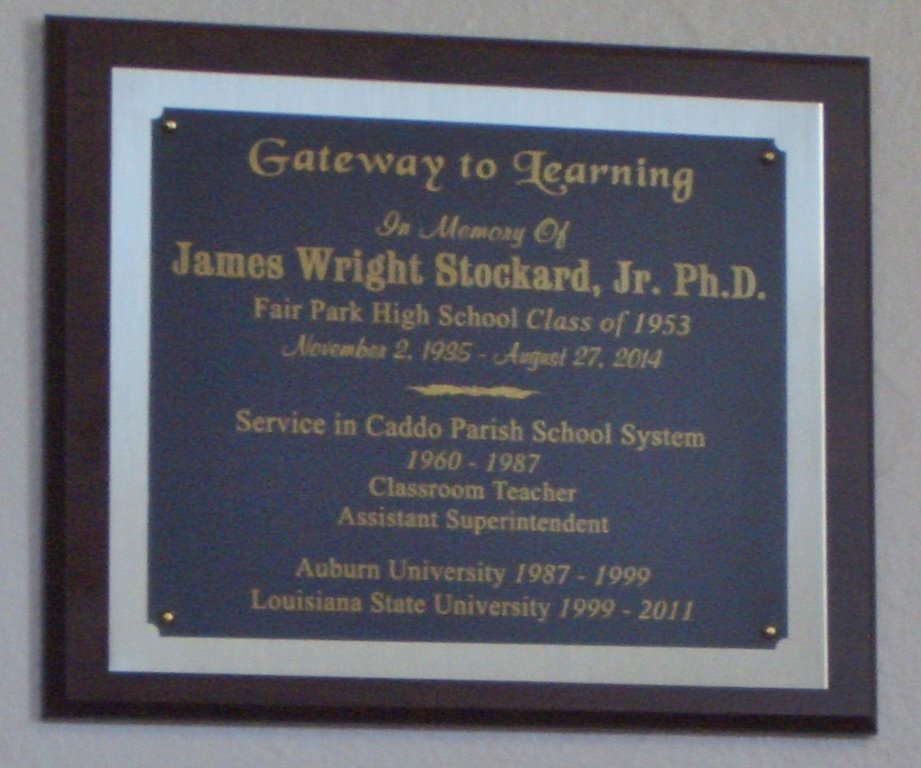 Gateway to Learning
In Memory Of
James Wright Stockard, Jr. Ph.D.
Fair Park High School Class of 1953
November 2, 1935 - August 27, 2014
Service in Caddo Parish School System
1960 - 1987
Classroom Teacher
Assistant Superintendent
Auburn University 1987 - 1999
Louisiana State University 1999 - 2011